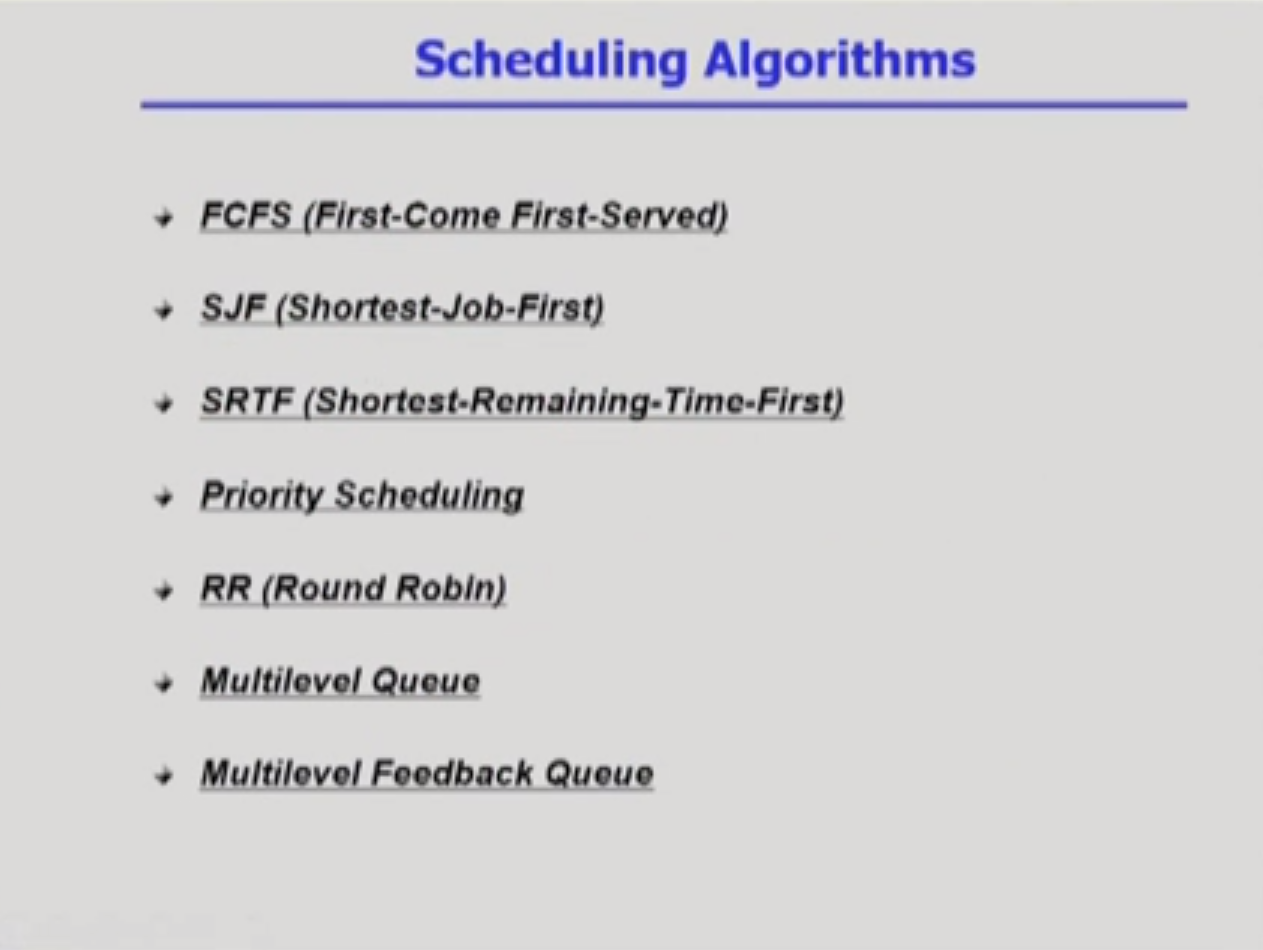 Scheduling Algorithms
FCFS (First-Come First-Served)
SJF (Shortest-Job-First)
SRTF (Shortest-Remaining-Time-First)
Priority Scheduling
RR (Round Robin)
Multilevel Queue
Multilevel Feedback Queue